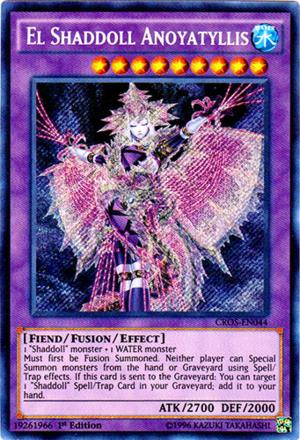 EL SHADDOLL ANOYATYLLIS
WATER
水
CROS-EN044
[FIEND/FUSION/EFFECT]
1 "Shaddoll" monster + 1 WATER monster
Must first be Fusion Summoned. Neither player can Special
Summon monsters from the hand or Graveyard using Spell/
Trap effects. If this card is sent to the Graveyard: You can target
1 "Shaddoll" Spell/Trap Card in your Graveyard; add it to your
hand.
ATK/2700 DEF/2000
19261966 1st Edition ©1996 KAZUKI TAKAHASHI